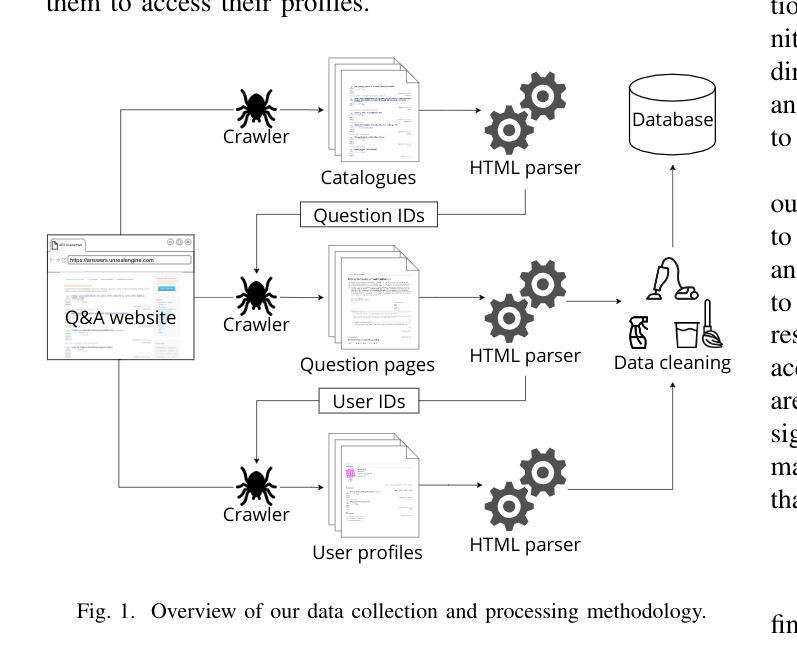 them to access their profiles.
Crawler
Catalogues
HTML parser
Database
Question IDs
https://answers.unrealengine.com
Q&A website
Crawler
Question pages
HTML parser
Data cleaning
User IDs
Crawler
User profiles
HTML parser
Fig. 1. Overview of our data collection and processing methodology.
tio
nit
dir
an
to
ou
to
an
to
res
acc
are
sig
ma
tha
fin